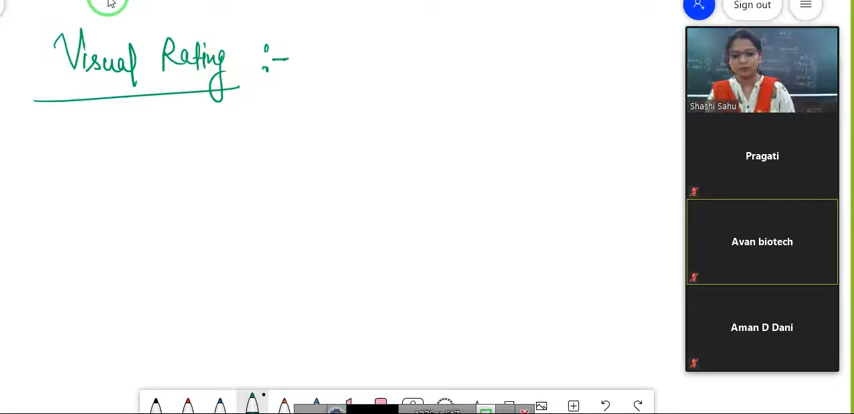 Sign out
Visual Rating :-
Shashi Sahu
Pragati
Avan biotech
Aman D Dani